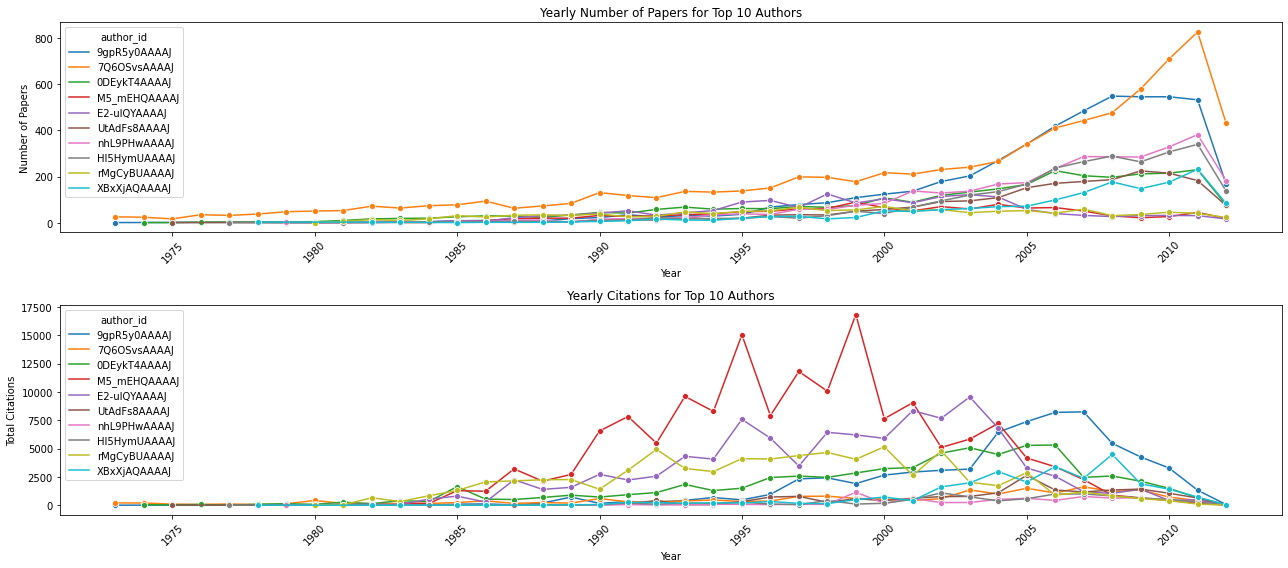 Yearly Number of Papers for Top 10 Authors
Number of Papers
800
600
400
200
0
author_id
9gpR5y0AAAAJ
7Q6OSvsAAAAJ
0DEykT4AAAAJ
M5_mEHQAAAAJ
E2-uIQYAAAAJ
UtAdFs8AAAAJ
nhL9PHwAAAAJ
HI5HymUAAAAJ
rMgCyBUAAAAJ
XBxXjAQAAAAJ
1975
1980
1985
1990
1995
2000
2005
2010
Year
Yearly Citations for Top 10 Authors
Total Citations
17500
15000
12500
10000
7500
5000
2500
0
author_id
9gpR5y0AAAAJ
7Q6OSvsAAAAJ
0DEykT4AAAAJ
M5_mEHQAAAAJ
E2-uIQYAAAAJ
UtAdFs8AAAAJ
nhL9PHwAAAAJ
HI5HymUAAAAJ
rMgCyBUAAAAJ
XBxXjAQAAAAJ
1975
1980
1985
1990
1995
2000
2005
2010
Year